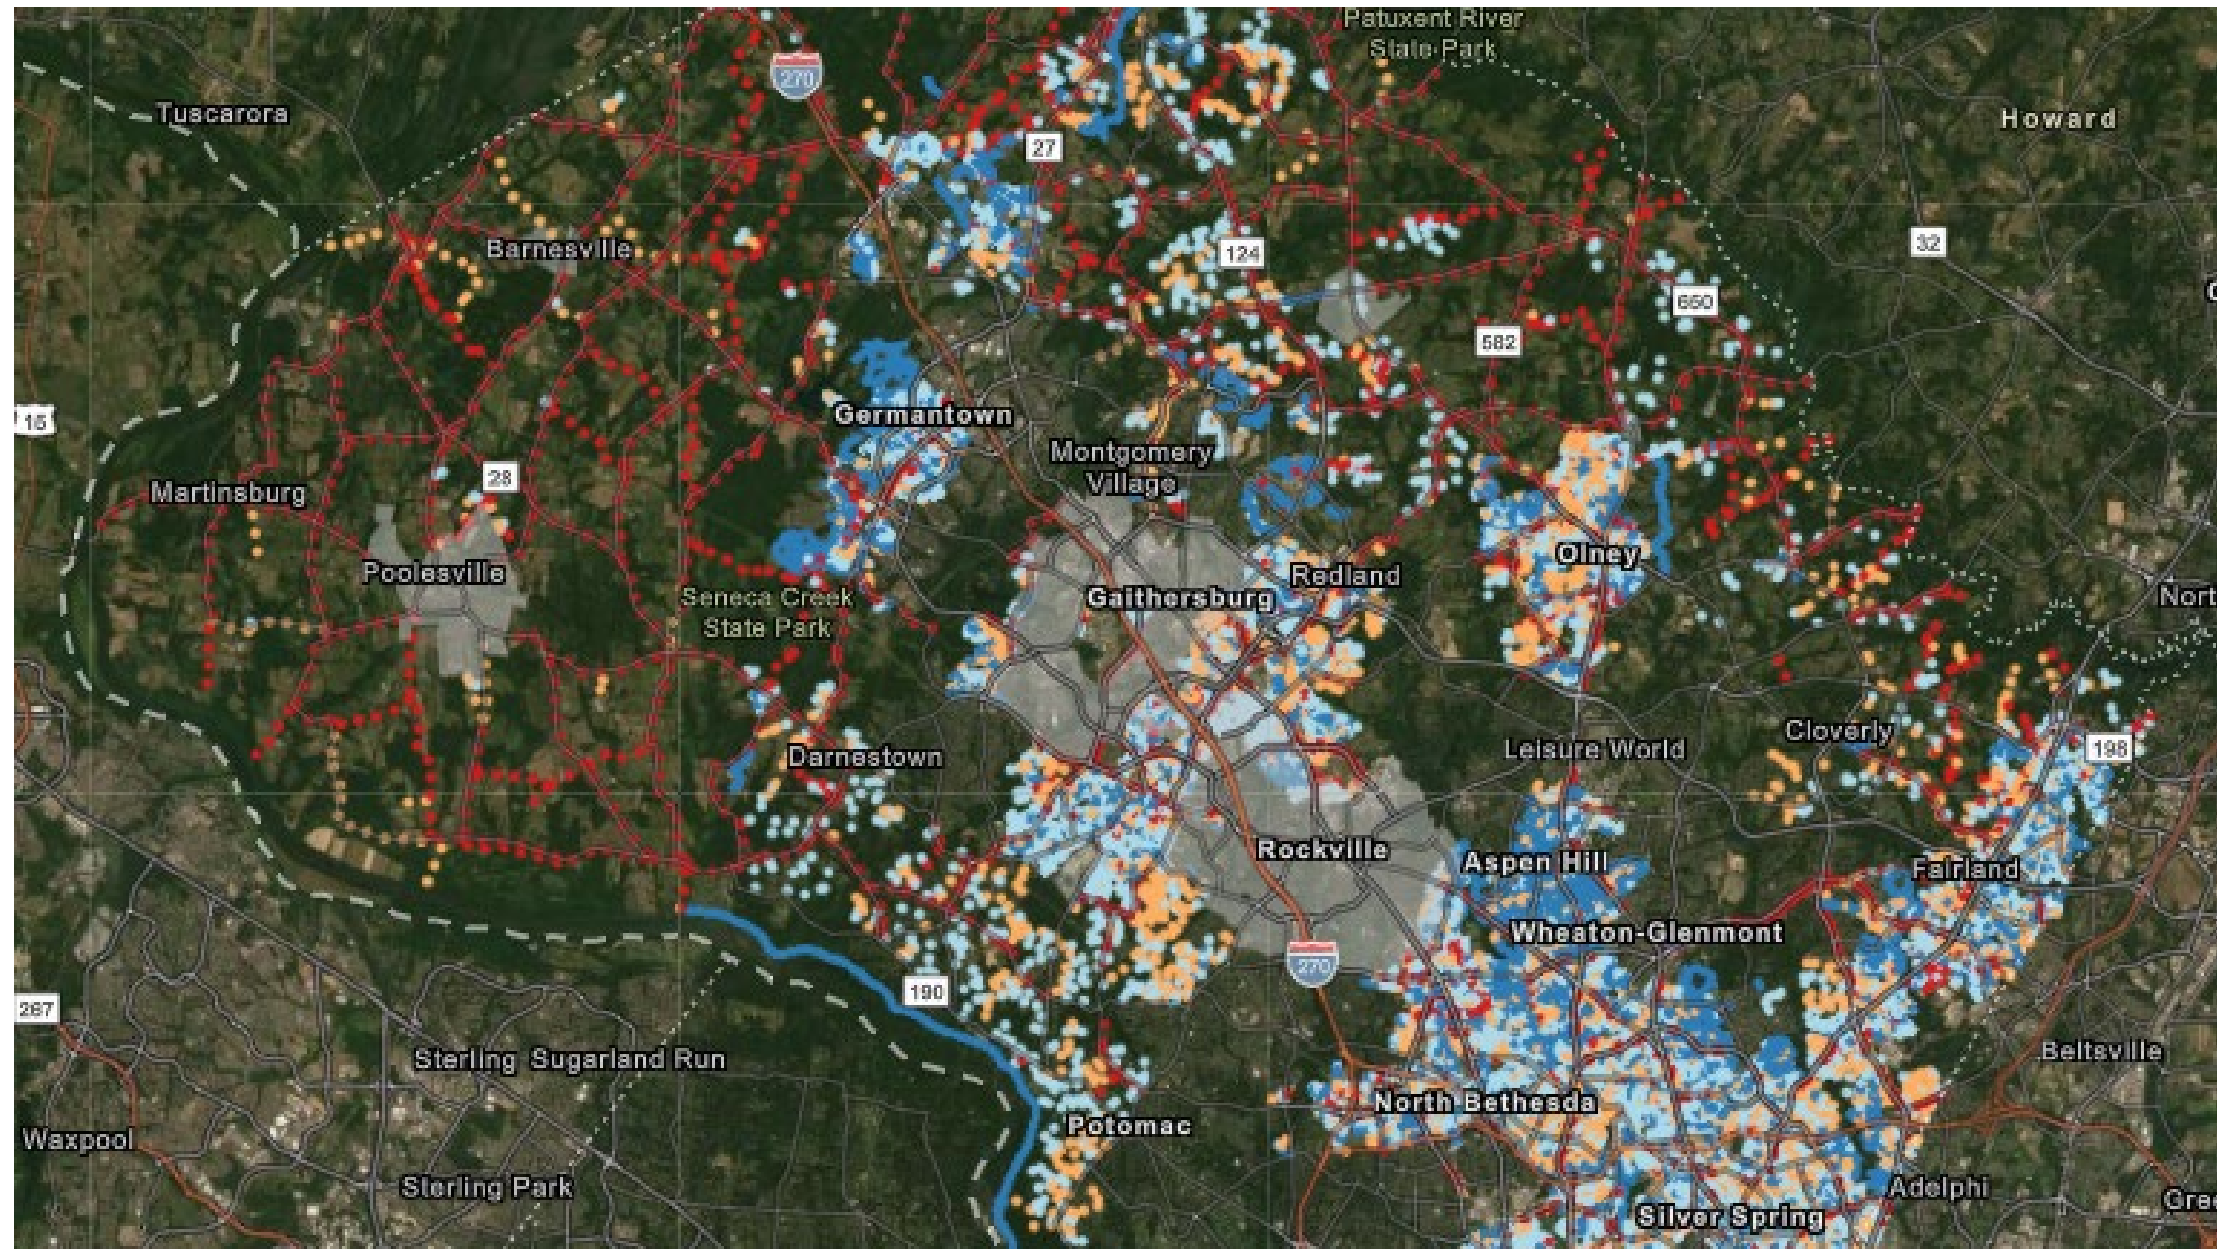 Patuxent River
State Park
270
Tuscarora
Howard
27
32
Barnesville
124
650
582
15
Germantown
Montgomery
Village
28
Martinsburg
Olney
Poolesville
Redland
Gaithersburg
Nort
Seneca Creek
State Park
Cloverly
Leisure World
198
Darnestown
Rockville
Aspen Hill
Fairland
Wheaton-Glenmont
270
190
267
Sterling
Sugarland Run
Beltsville
North Bethesda
Potomac
Waxpool
Sterling Park
Adelphi
Gre
Silver Spring